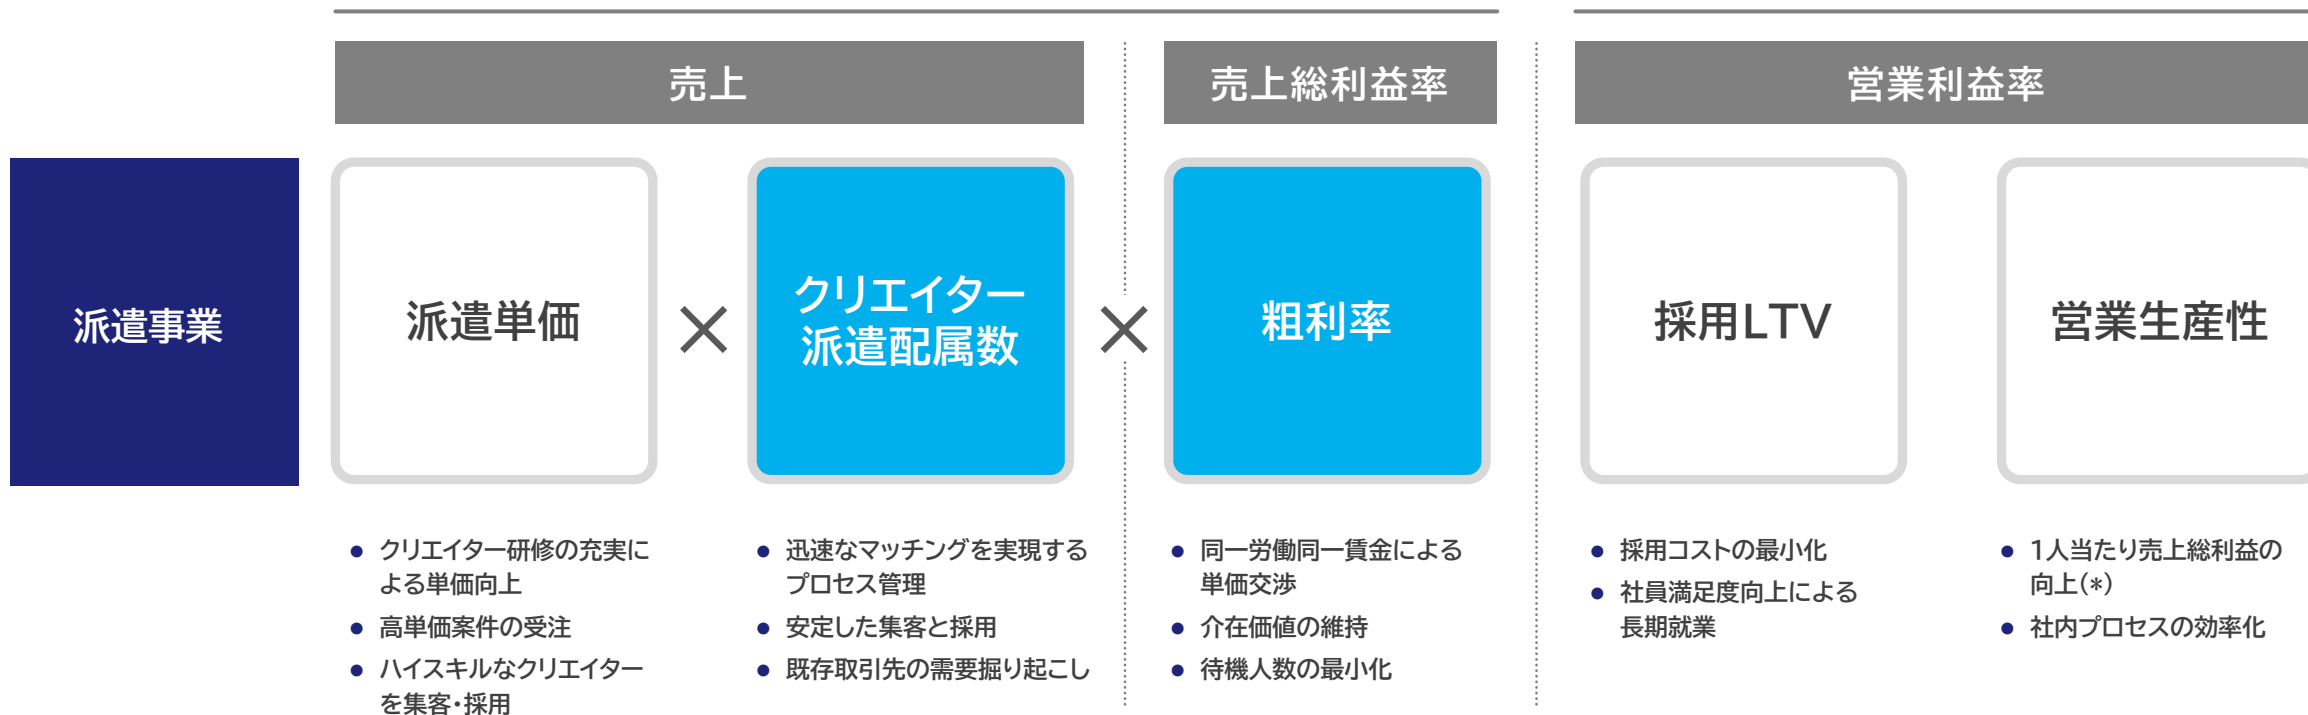 売上
売上総利益率
営業利益率
派遣事業
派遣単価
×
クリエイター
派遣配属数
×
粗利率
採用LTV
営業生産性
● クリエイター研修の充実に
よる単価向上
● 高単価案件の受注
● ハイスキルなクリエイター
を集客・採用
● 迅速なマッチングを実現する
プロセス管理
● 安定した集客と採用
● 既存取引先の需要掘り起こし
● 同一労働同一賃金による
単価交渉
● 介在価値の維持
● 待機人数の最小化
● 採用コストの最小化
● 社員満足度向上による
長期就業
● 1人当たり売上総利益の
向上(*)
● 社内プロセスの効率化